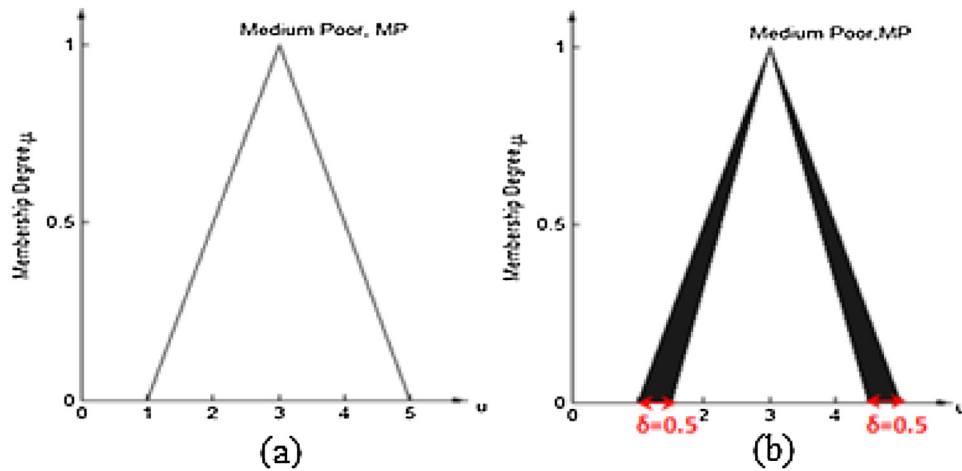 Medium Poor, MP
1
Membership Degree,μ
0.5
0
0 1 2 3 4 5 u
(a)
Medium Poor,MP
1
Membership Degree,μ
0.5
0
0 2 3 4 u
δ=0.5 δ=0.5
(b)